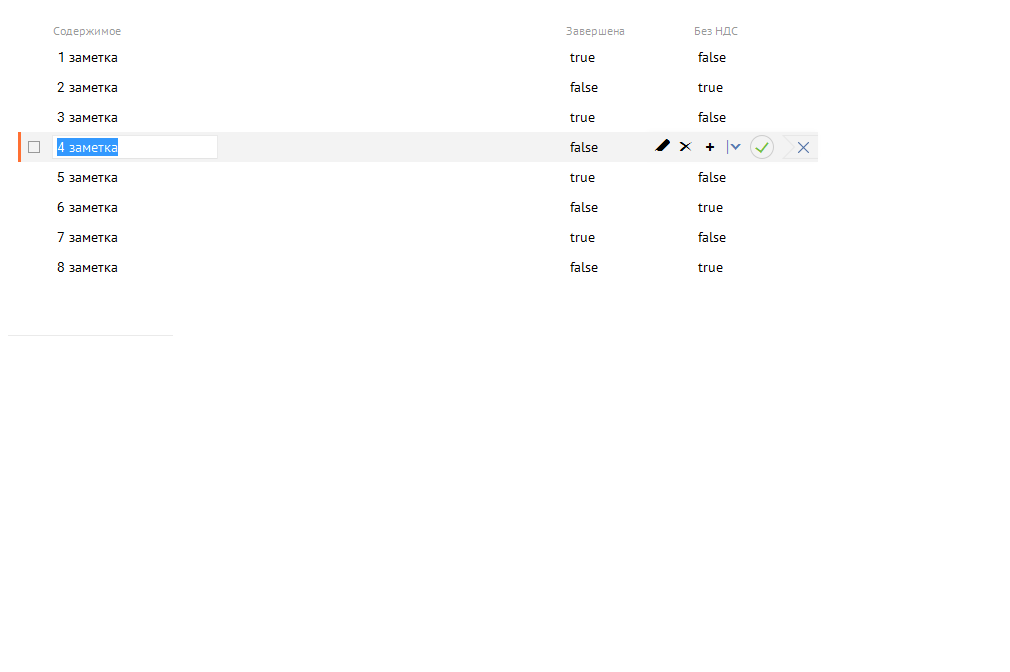 Содержимое Завершена Без НДС
1 заметка true false
2 заметка false true
3 заметка true false
4 заметка false
5 заметка true false
6 заметка false true
7 заметка true false
8 заметка false true